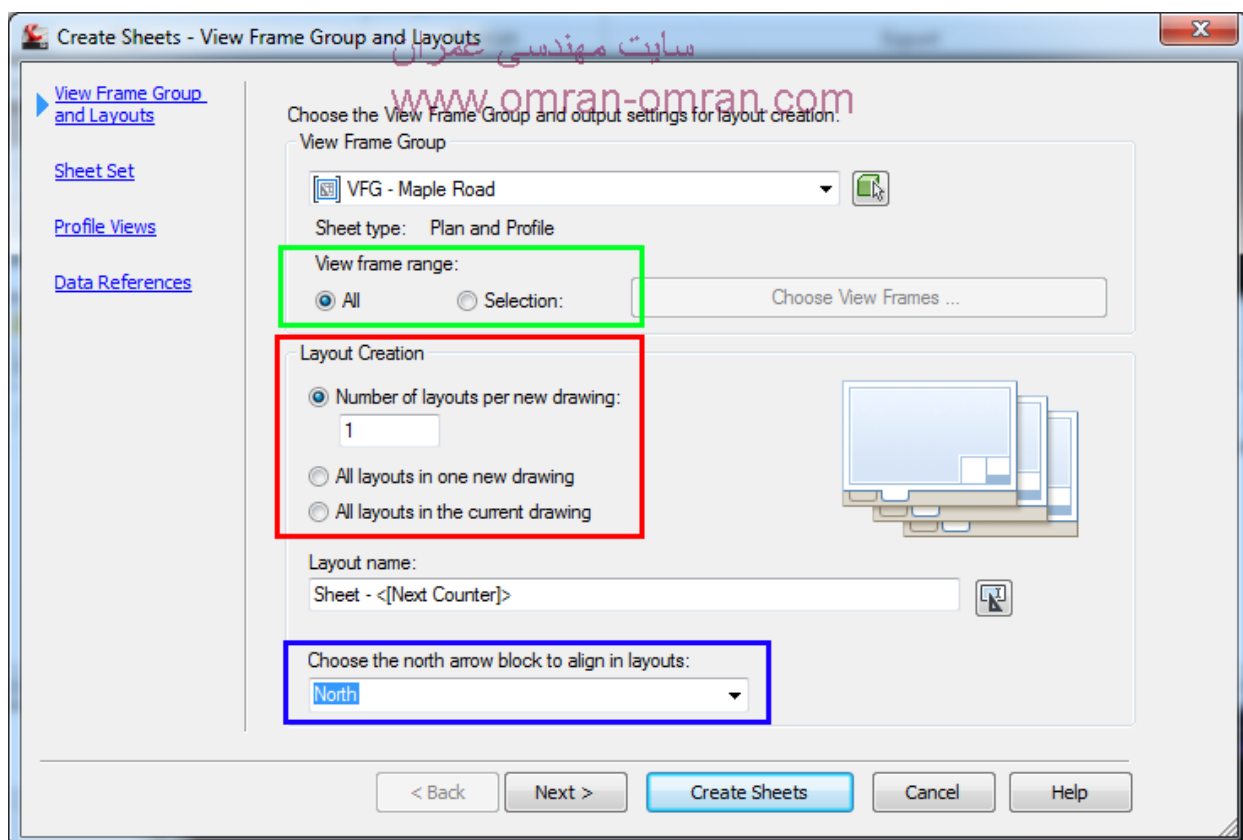 Create Sheets - View Frame Group and Layouts
سایت مهندسی عمران
www.omran-omran.com
View Frame Group
and Layouts
Sheet Set
Profile Views
Data References
Choose the View Frame Group and output settings for layout creation.
View Frame Group
VFG - Maple Road
Sheet type: Plan and Profile
View frame range:
All
Selection:
Choose View Frames ...
Layout Creation
Number of layouts per new drawing:
1
All layouts in one new drawing
All layouts in the current drawing
Layout name:
Sheet - <[Next Counter]>
Choose the north arrow block to align in layouts:
North
< Back
Next >
Create Sheets
Cancel
Help